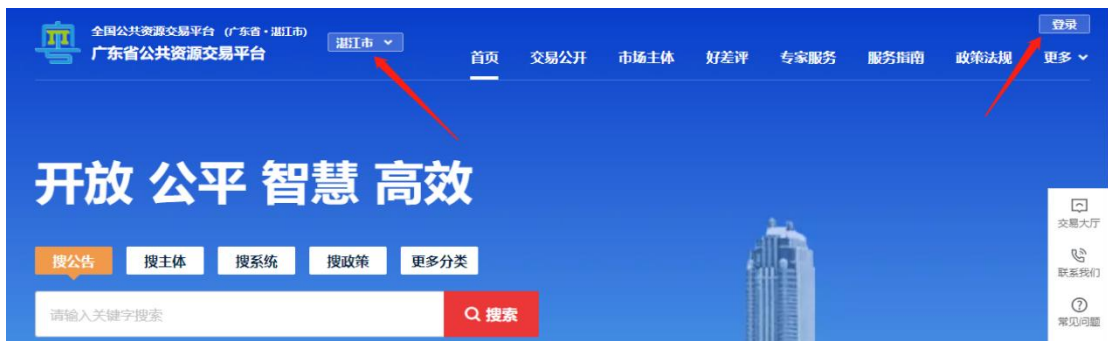 全国公共资源交易平台 (广东省·湛江市)
广东省公共资源交易平台
湛江市
登录
首页 交易公开 市场主体 好差评 专家服务 服务指南 政策法规 更多
开放 公平 智慧 高效
搜公告 搜主体 搜系统 搜政策 更多分类
请输入关键字搜索 搜索
交易大厅
联系我们
常见问题